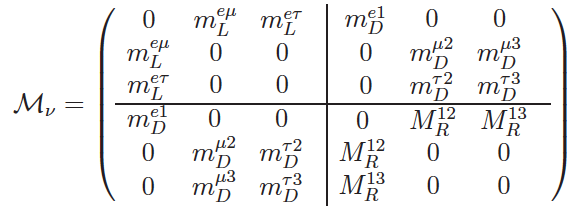 0 m_L^{eμ} m_L^{eτ} m_D^{e1} 0 0
m_L^{eμ} 0 0 0 m_D^{μ2} m_D^{μ3}
m_L^{eτ} 0 0 0 m_D^{τ2} m_D^{τ3}
ℳ_ν =
m_D^{e1} 0 0 0 M_R^{12} M_R^{13}
0 m_D^{μ2} m_D^{τ2} M_R^{12} 0 0
0 m_D^{μ3} m_D^{τ3} M_R^{13} 0 0